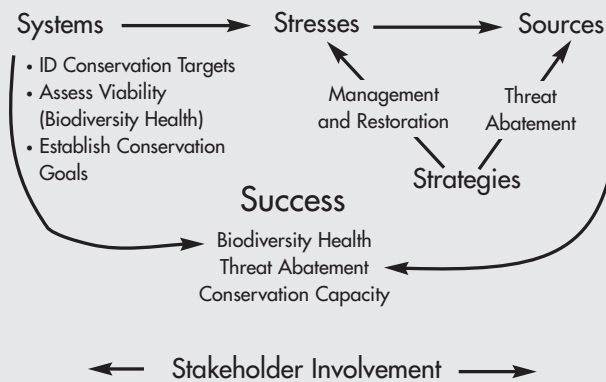 Systems
Stresses
Sources
• ID Conservation Targets
• Assess Viability
(Biodiversity Health)
• Establish Conservation
Goals
Management
and Restoration
Threat
Abatement
Strategies
Success
Biodiversity Health
Threat Abatement
Conservation Capacity
Stakeholder Involvement